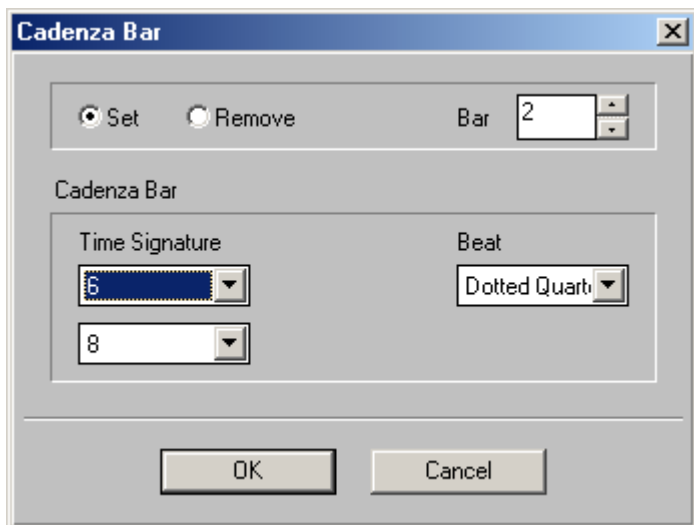 Cadenza Bar
Set Remove Bar 2
Cadenza Bar
Time Signature Beat
6 Dotted Quart
8
OK Cancel